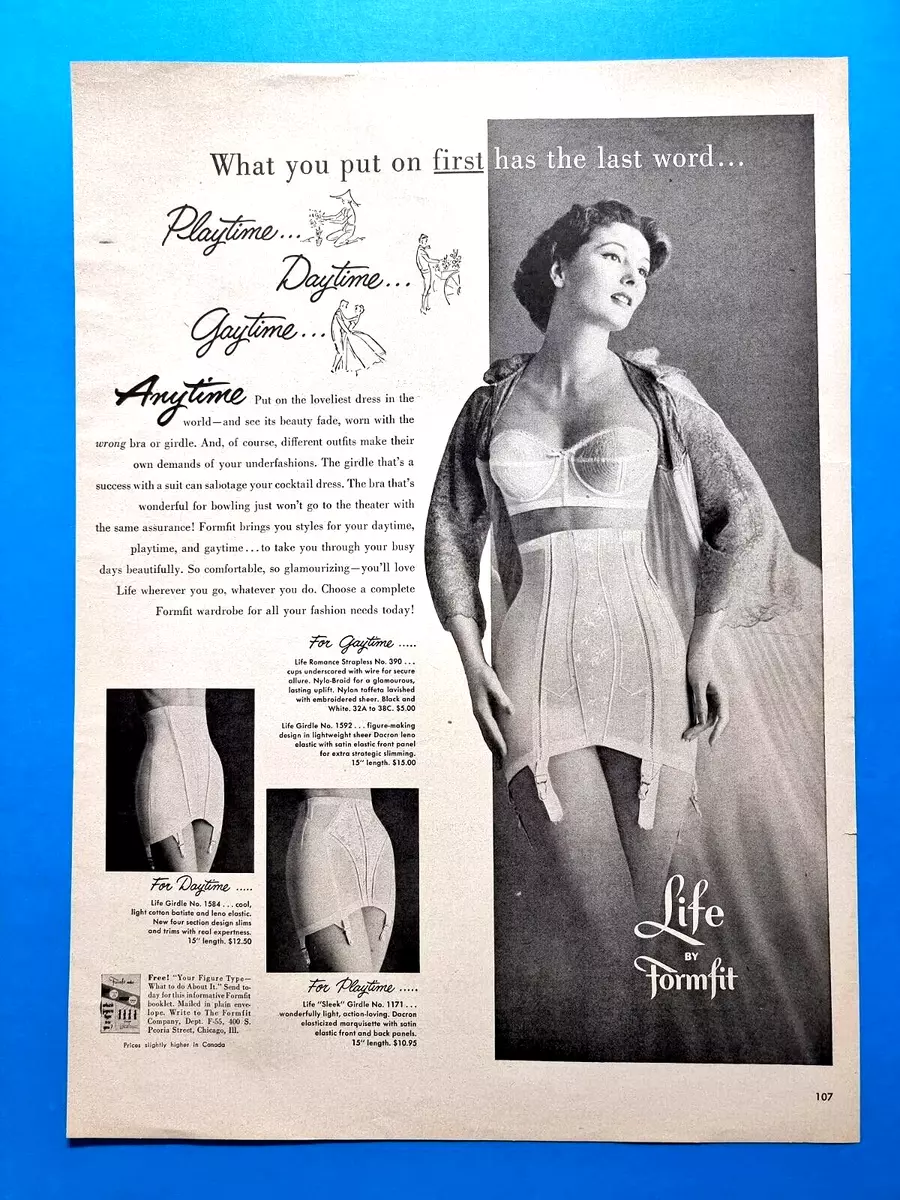 What you put on first has the last word...
Playtime...
Daytime...
Gaytime...
Anytime Put on the loveliest dress in the
world—and see its beauty fade, worn with the
wrong bra or girdle. And, of course, different outfits make their
own demands of your underfashions. The girdle that's a
success with a suit can sabotage your cocktail dress. The bra that's
wonderful for bowling just won't go to the theater with
the same assurance! Formfit brings you styles for your daytime,
playtime, and gaytime...to take you through your busy
days beautifully. So comfortable, so glamourizing—you'll love
Life wherever you go, whatever you do. Choose a complete
Formfit wardrobe for all your fashion needs today!
For Gaytime .....
Life Romance Strapless No. 390 ...
cups underscored with wire for secure
allure. Nylo-Braid for a glamourous,
lasting uplift. Nylon taffeta lavished
with embroidered sheer. Black and
White. 32A to 38C. $5.00
Life Girdle No. 1592 ... figure-making
design in lightweight sheer Dacron leno
elastic with satin elastic front panel
for extra strategic slimming.
15" length. $15.00
For Daytime .....
Life Girdle No. 1584 ... cool,
light cotton batiste and leno elastic.
New four section design slims
and trims with real expertness.
15" length. $12.50
For Playtime .....
Life "Sleek" Girdle No. 1171 ...
wonderfully light, action-loving. Dacron
elasticized marquisette with satin
elastic front and back panels.
15" length. $10.95
Free! "Your Figure Type—
What to do About It." Send to-
day for this informative Formfit
booklet. Mailed in plain enve-
lope. Write to The Formfit
Company, Dept. F-55, 400 S.
Peoria Street, Chicago, Ill.
Prices slightly higher in Canada
Life
BY
Formfit
107